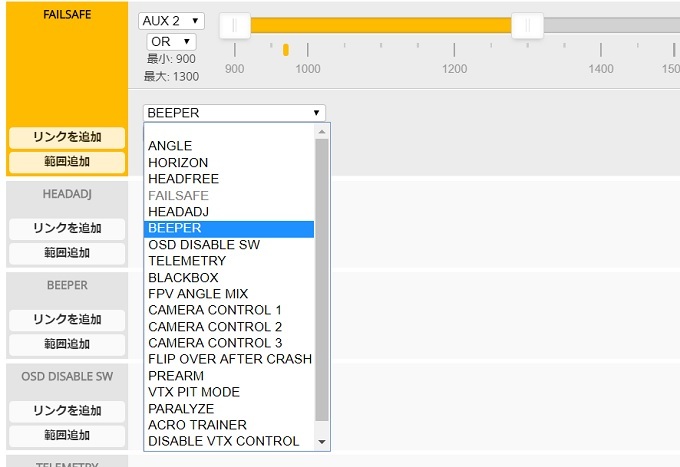 FAILSAFE
リンクを追加
範囲追加
AUX 2
OR
最小: 900
最大: 1300
900
1000
1200
1400
BEEPER
ANGLE
HORIZON
HEADFREE
FAILSAFE
HEADADJ
BEEPER
OSD DISABLE SW
TELEMETRY
BLACKBOX
FPV ANGLE MIX
CAMERA CONTROL 1
CAMERA CONTROL 2
CAMERA CONTROL 3
FLIP OVER AFTER CRASH
PREARM
VTX PIT MODE
PARALYZE
ACRO TRAINER
DISABLE VTX CONTROL
HEADADJ
リンクを追加
範囲追加
BEEPER
リンクを追加
範囲追加
OSD DISABLE SW
リンクを追加
範囲追加
TELEMETRY